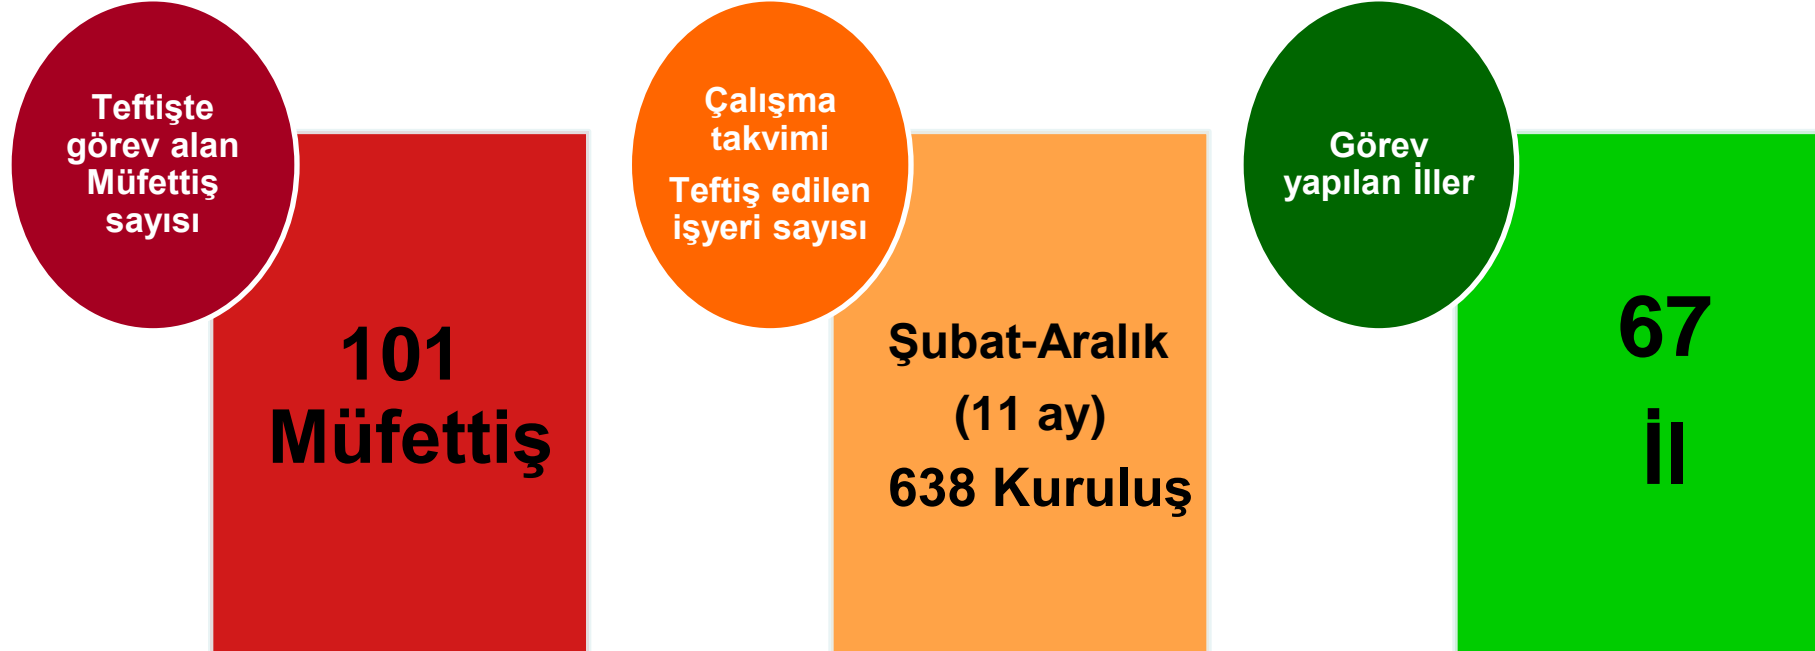 Teftişte
görev alan
Müfettiş
sayısı
101
Müfettiş
Çalışma
takvimi
Teftiş edilen
işyeri sayısı
Şubat-Aralık
(11 ay)
638 Kuruluş
Görev
yapılan İller
67
İl